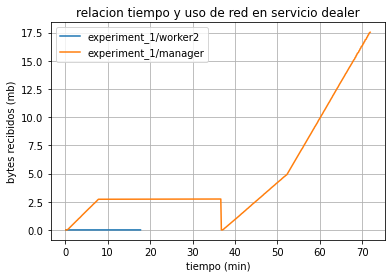 relacion tiempo y uso de red en servicio dealer
experiment_1/worker2
experiment_1/manager
bytes recibidos (mb)
17.5
15.0
12.5
10.0
7.5
5.0
2.5
0.0
0 10 20 30 40 50 60 70
tiempo (min)